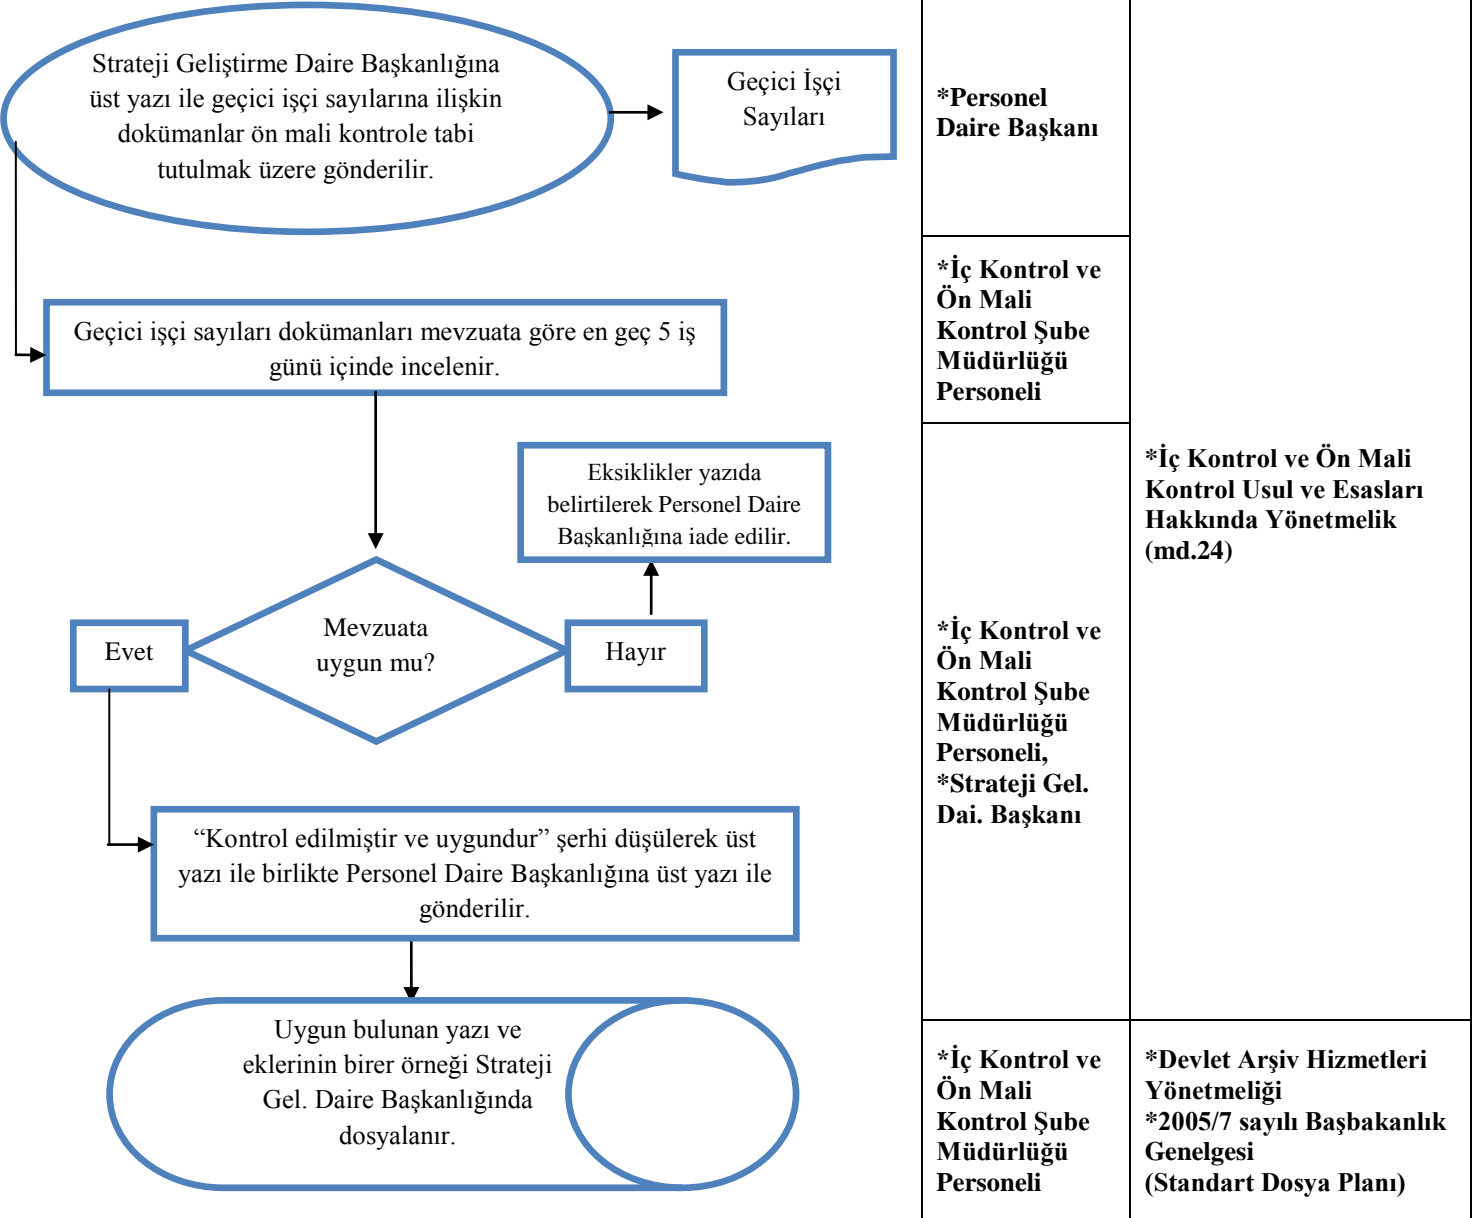 Strateji Geliştirme Daire Başkanlığına
üst yazı ile geçici işçi sayılarına ilişkin
dokümanlar ön mali kontrole tabi
tutulmak üzere gönderilir.
Geçici İşçi
Sayıları
*Personel
Daire Başkanı
*İç Kontrol ve
Ön Mali
Kontrol Şube
Müdürlüğü
Personeli
Geçici işçi sayıları dokümanları mevzuata göre en geç 5 iş
günü içinde incelenir.
Eksiklikler yazıda
belirtilerek Personel Daire
Başkanlığına iade edilir.
*İç Kontrol ve Ön Mali
Kontrol Usul ve Esasları
Hakkında Yönetmelik
(md.24)
Evet
Mevzuata
uygun mu?
Hayır
*İç Kontrol ve
Ön Mali
Kontrol Şube
Müdürlüğü
Personeli,
*Strateji Gel.
Dai. Başkanı
“Kontrol edilmiştir ve uygundur” şerhi düşülerek üst
yazı ile birlikte Personel Daire Başkanlığına üst yazı ile
gönderilir.
Uygun bulunan yazı ve
eklerinin birer örneği Strateji
Gel. Daire Başkanlığında
dosyalanır.
*İç Kontrol ve
Ön Mali
Kontrol Şube
Müdürlüğü
Personeli
*Devlet Arşiv Hizmetleri
Yönetmeliği
*2005/7 sayılı Başbakanlık
Genelgesi
(Standart Dosya Planı)